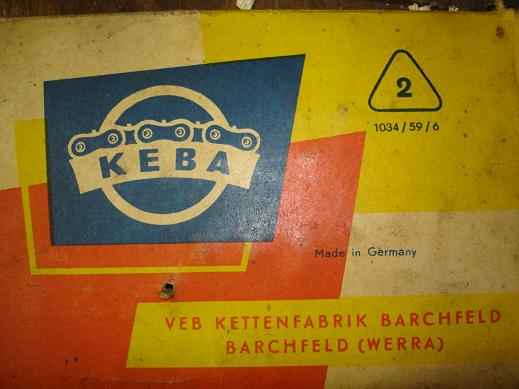 KEBA
2
1034/59/6
Made in Germany
VEB KETTENFABRIK BARCHFELD
BARCHFELD (WERRA)